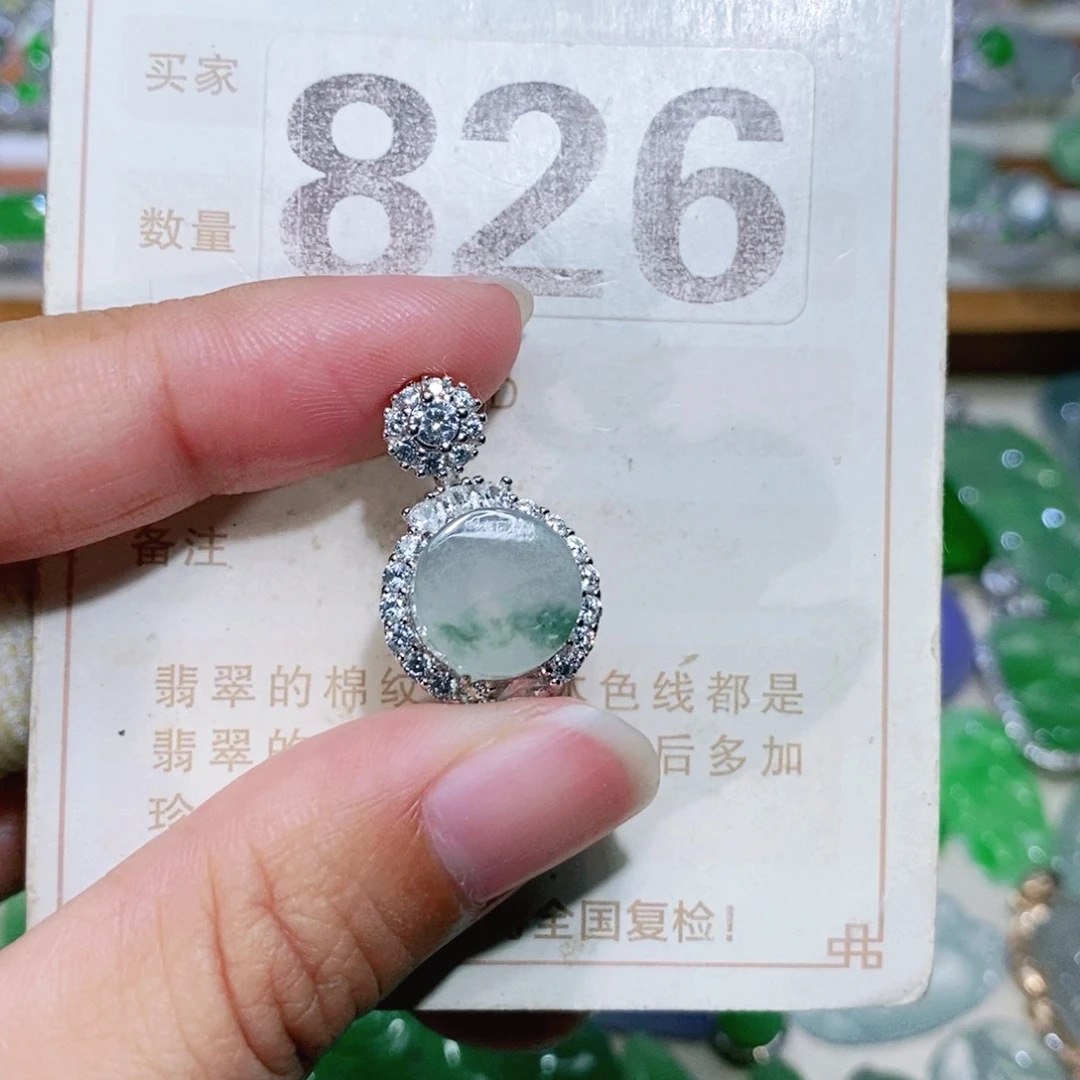 买家
826
数量
D
备注
翡翠的棉纹 色线都是
翡翠的 后多加
珍
全国复检!